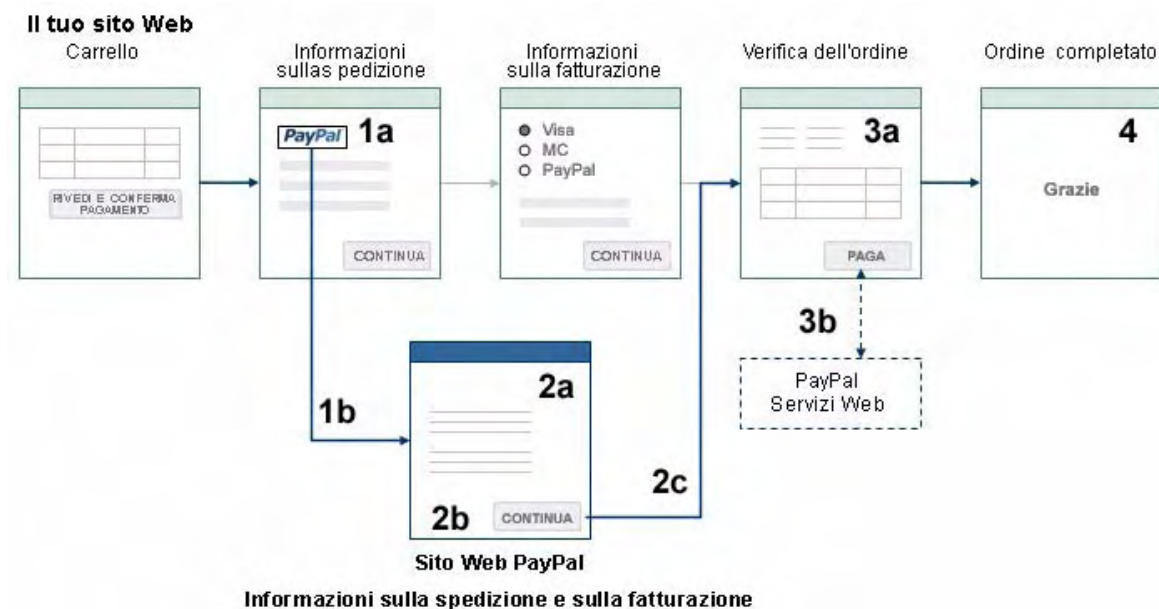 Il tuo sito Web
Carrello
Informazioni
sullas pedizione
Informazioni
sulla fatturazione
Verifica dell'ordine
Ordine completato
RIVEDI E CONFERMA
PAGAMENTO
PayPal
1a
CONTINUA
Visa
MC
PayPal
CONTINUA
3a
PAGA
4
Grazie
3b
PayPal
Servizi Web
1b
2a
2b
CONTINUA
2c
Sito Web PayPal
Informazioni sulla spedizione e sulla fatturazione